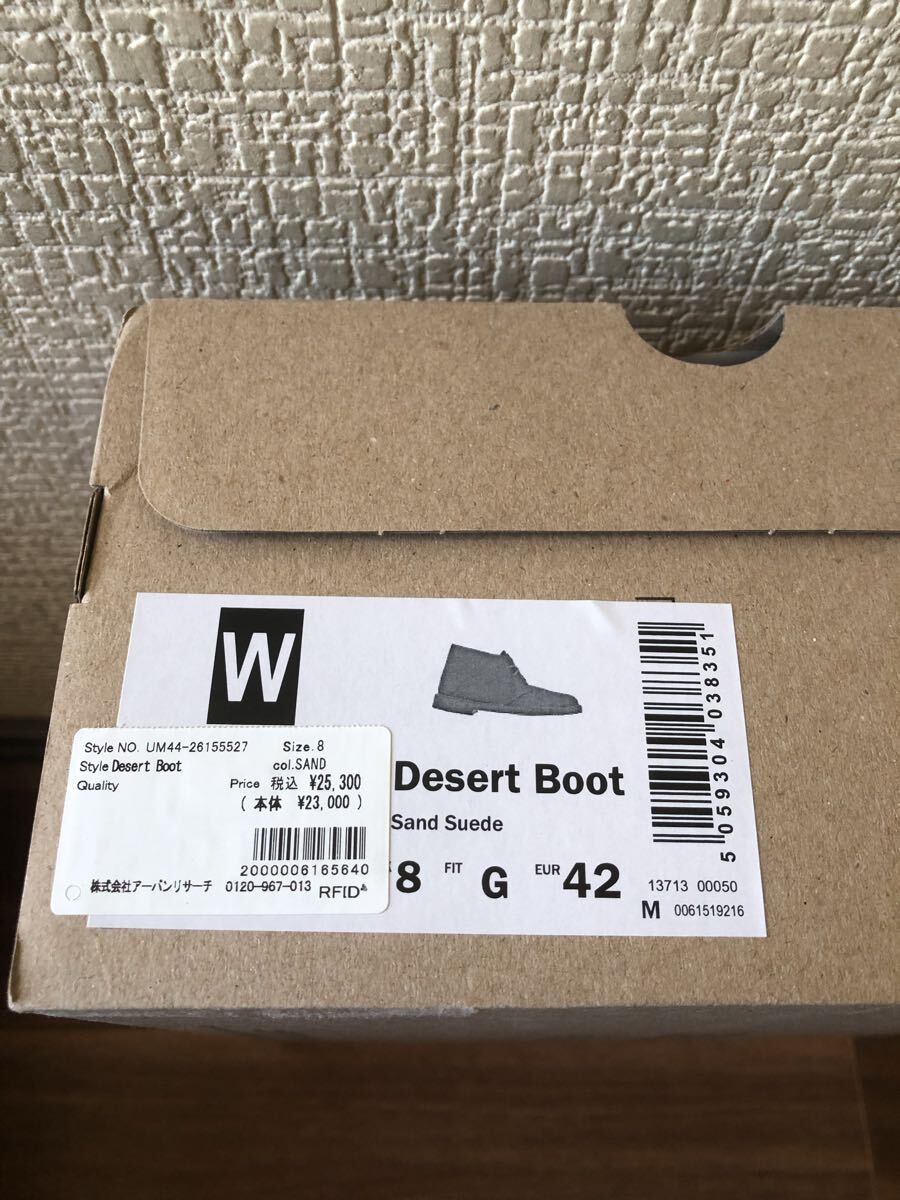 W
Desert Boot
Sand Suede
8 FIT G EUR 42
5 059304 038351
13713 00050
M 0061519216
Style NO. UM44-26155527 Size. 8
Style Desert Boot col. SAND
Quality Price 税込 ¥25,300
( 本体 ¥23,000 )
2000006165640
株式会社アーバンリサーチ 0120-967-013 RFID